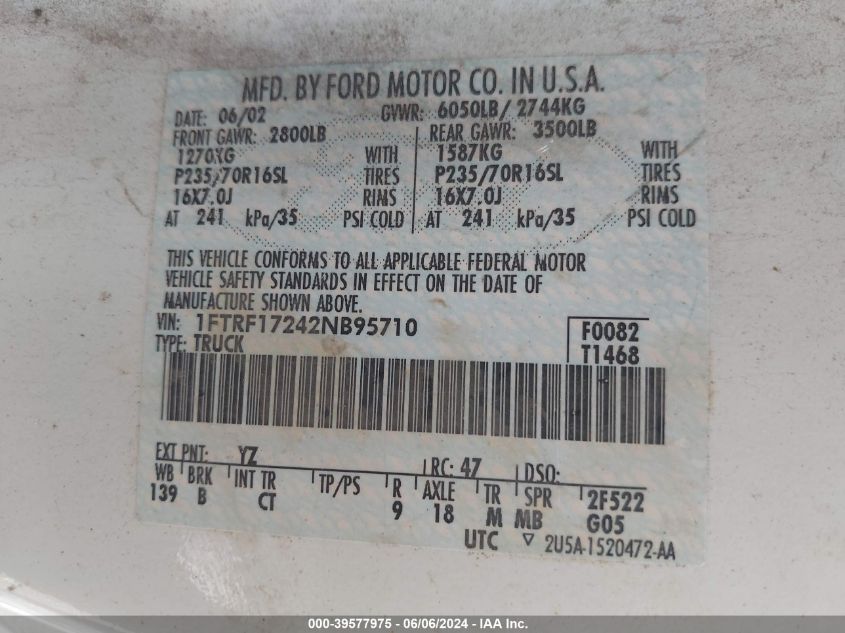 MFD. BY FORD MOTOR CO. IN U.S.A.
DATE: 06/02 GVWR: 6050LB/ 2744KG
FRONT GAWR: 2800LB REAR GAWR: 3500LB
1270KG WITH 1587KG WITH
P235/70R16SL TIRES P235/70R16SL TIRES
16X7.0J RIMS 16X7.0J RIMS
AT 241 kPa/35 PSI COLD AT 241 kPa/35 PSI COLD
THIS VEHICLE CONFORMS TO ALL APPLICABLE FEDERAL MOTOR
VEHICLE SAFETY STANDARDS IN EFFECT ON THE DATE OF
MANUFACTURE SHOWN ABOVE.
VIN: 1FTRF17242NB95710 F0082
TYPE: TRUCK T1468
EXT PNT: YZ RC: 47 DSO:
WB BRK INT TR TP/PS R AXLE TR SPR 2F522
139 B CT 9 18 M MB G05
UTC ▽ 2U5A-1520472-AA
000-39577975 - 06/06/2024 - IAA Inc.